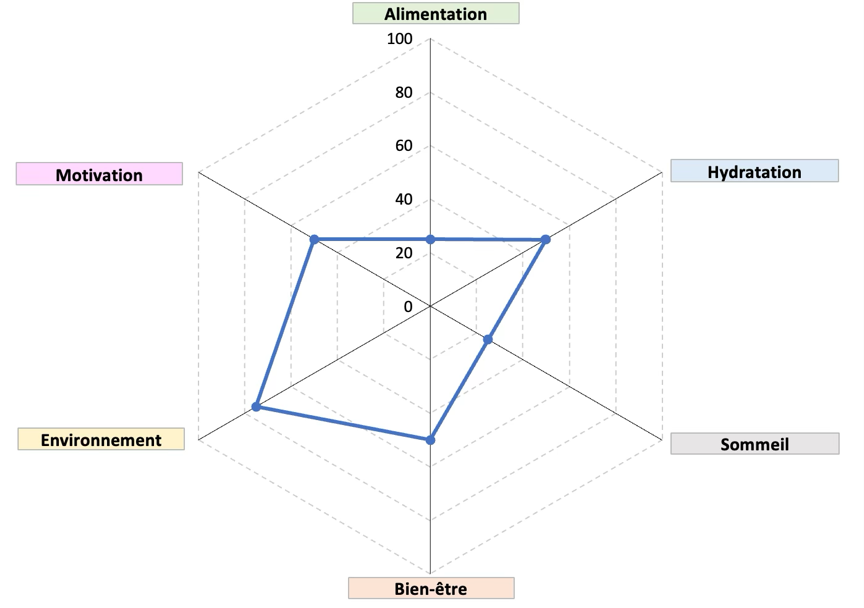 Alimentation
100
80
60
40
20
0
Motivation
Hydratation
Environnement
Sommeil
Bien-être